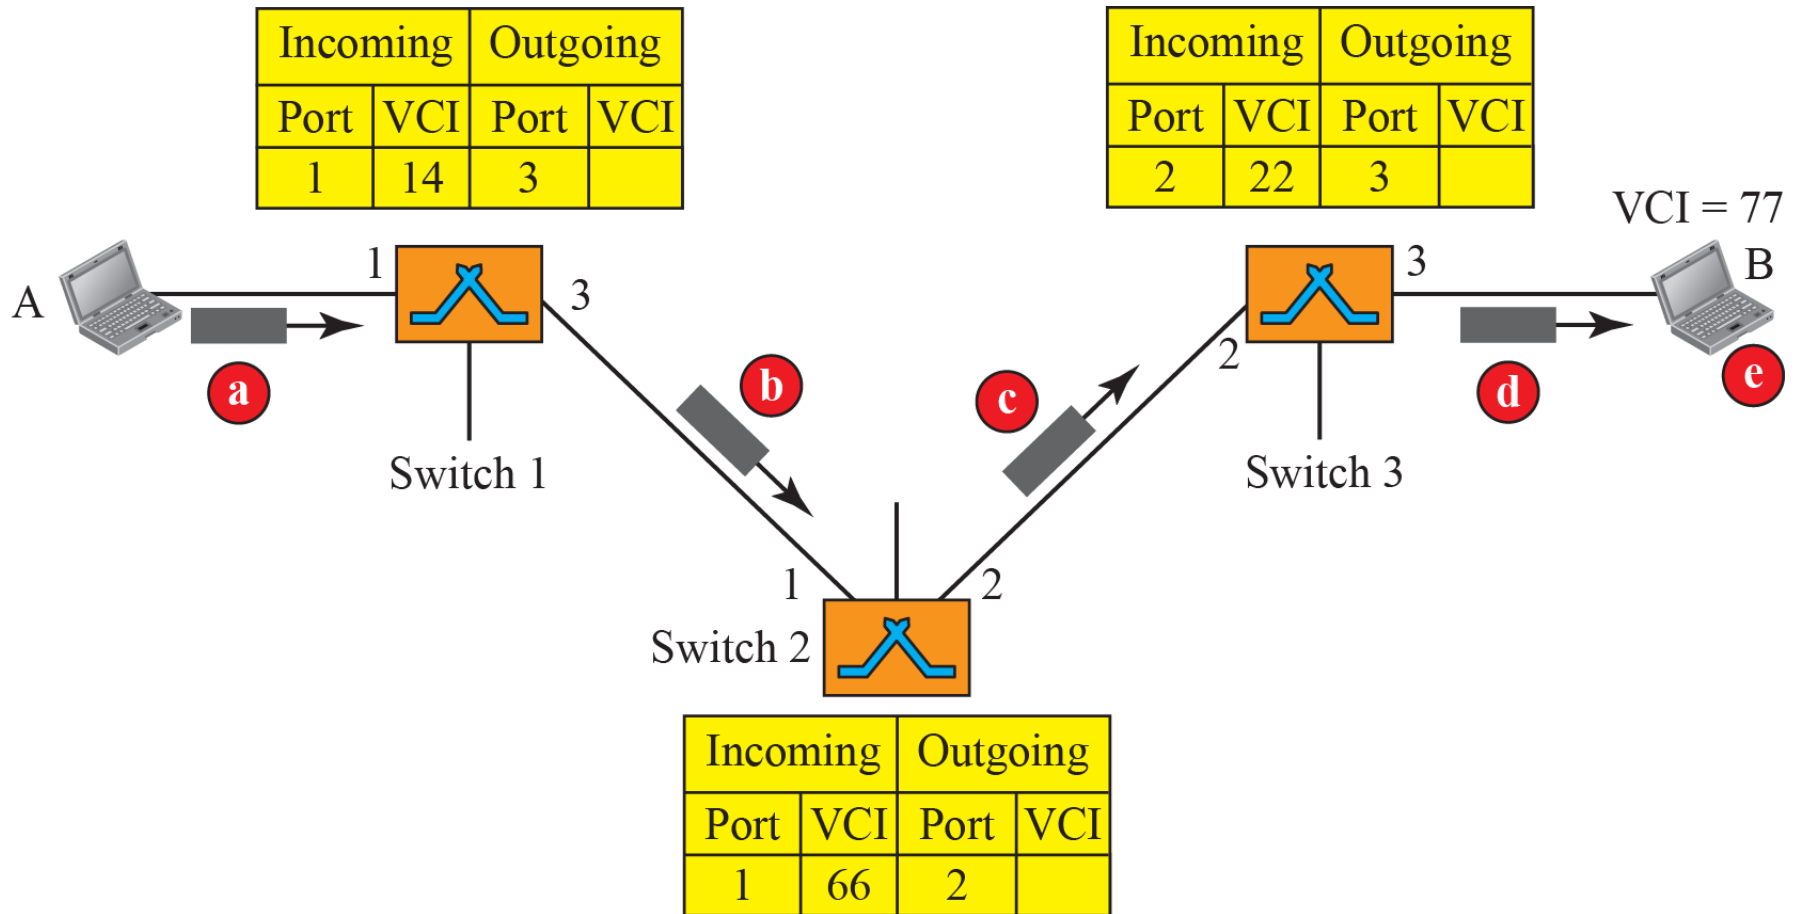 Incoming Outgoing
Port VCI Port VCI
1 14 3
Incoming Outgoing
Port VCI Port VCI
2 22 3
VCI = 77
A
1
3
a
b
Switch 1
c
2
3
B
d
e
Switch 3
1
2
Switch 2
Incoming Outgoing
Port VCI Port VCI
1 66 2